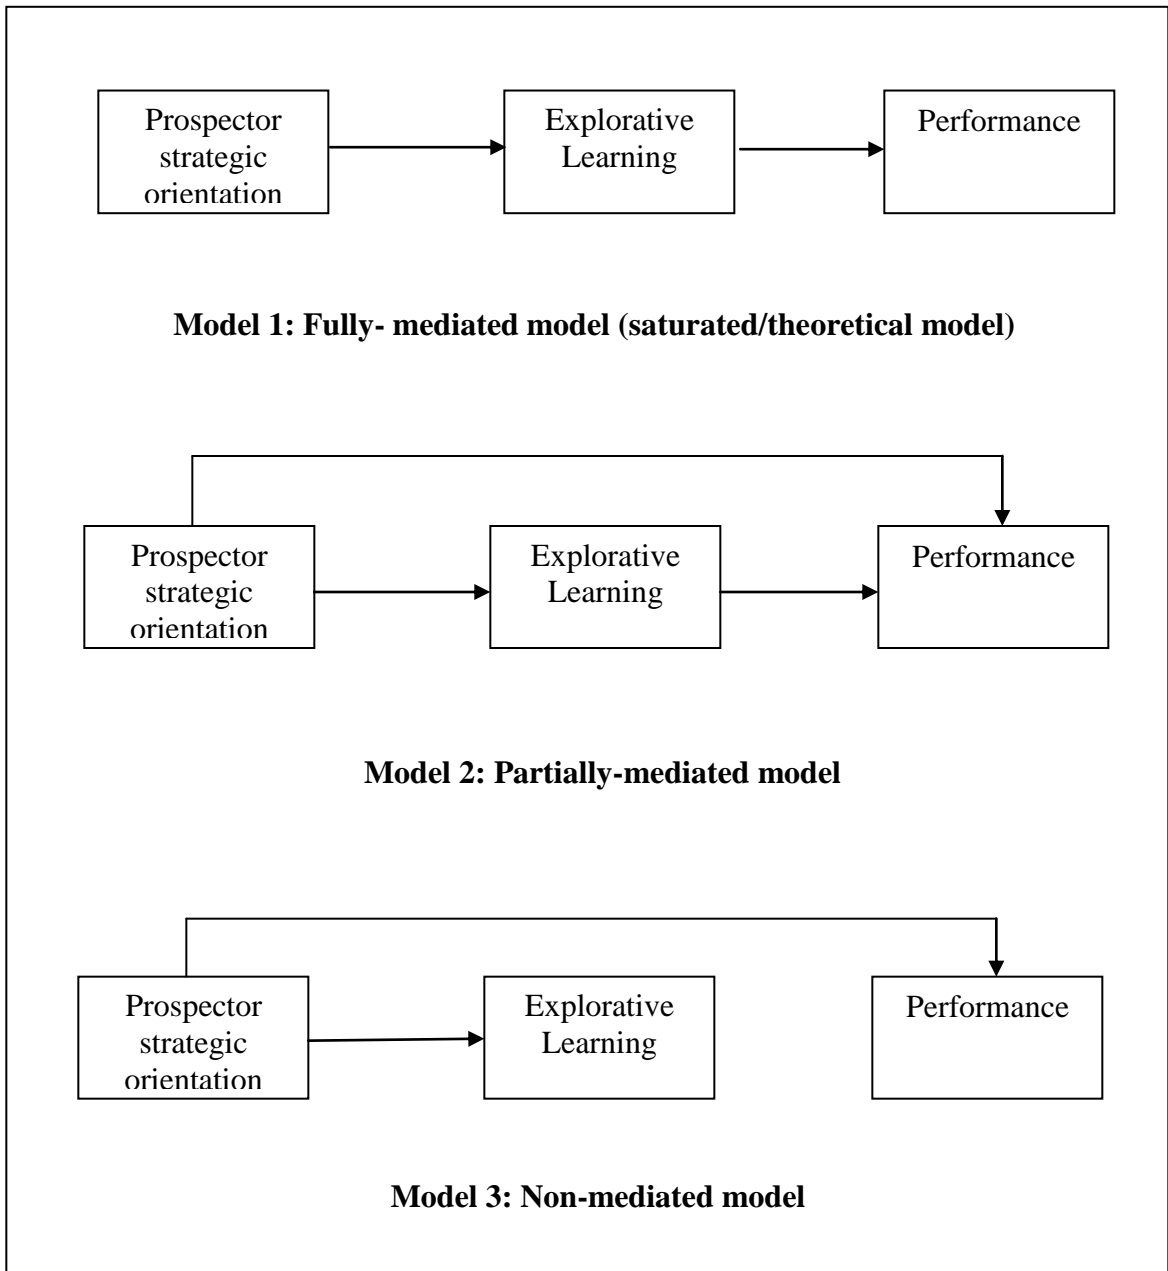 Prospector
strategic
orientation
Explorative
Learning
Performance
Model 1: Fully- mediated model (saturated/theoretical model)
Prospector
strategic
orientation
Explorative
Learning
Performance
Model 2: Partially-mediated model
Prospector
strategic
orientation
Explorative
Learning
Performance
Model 3: Non-mediated model